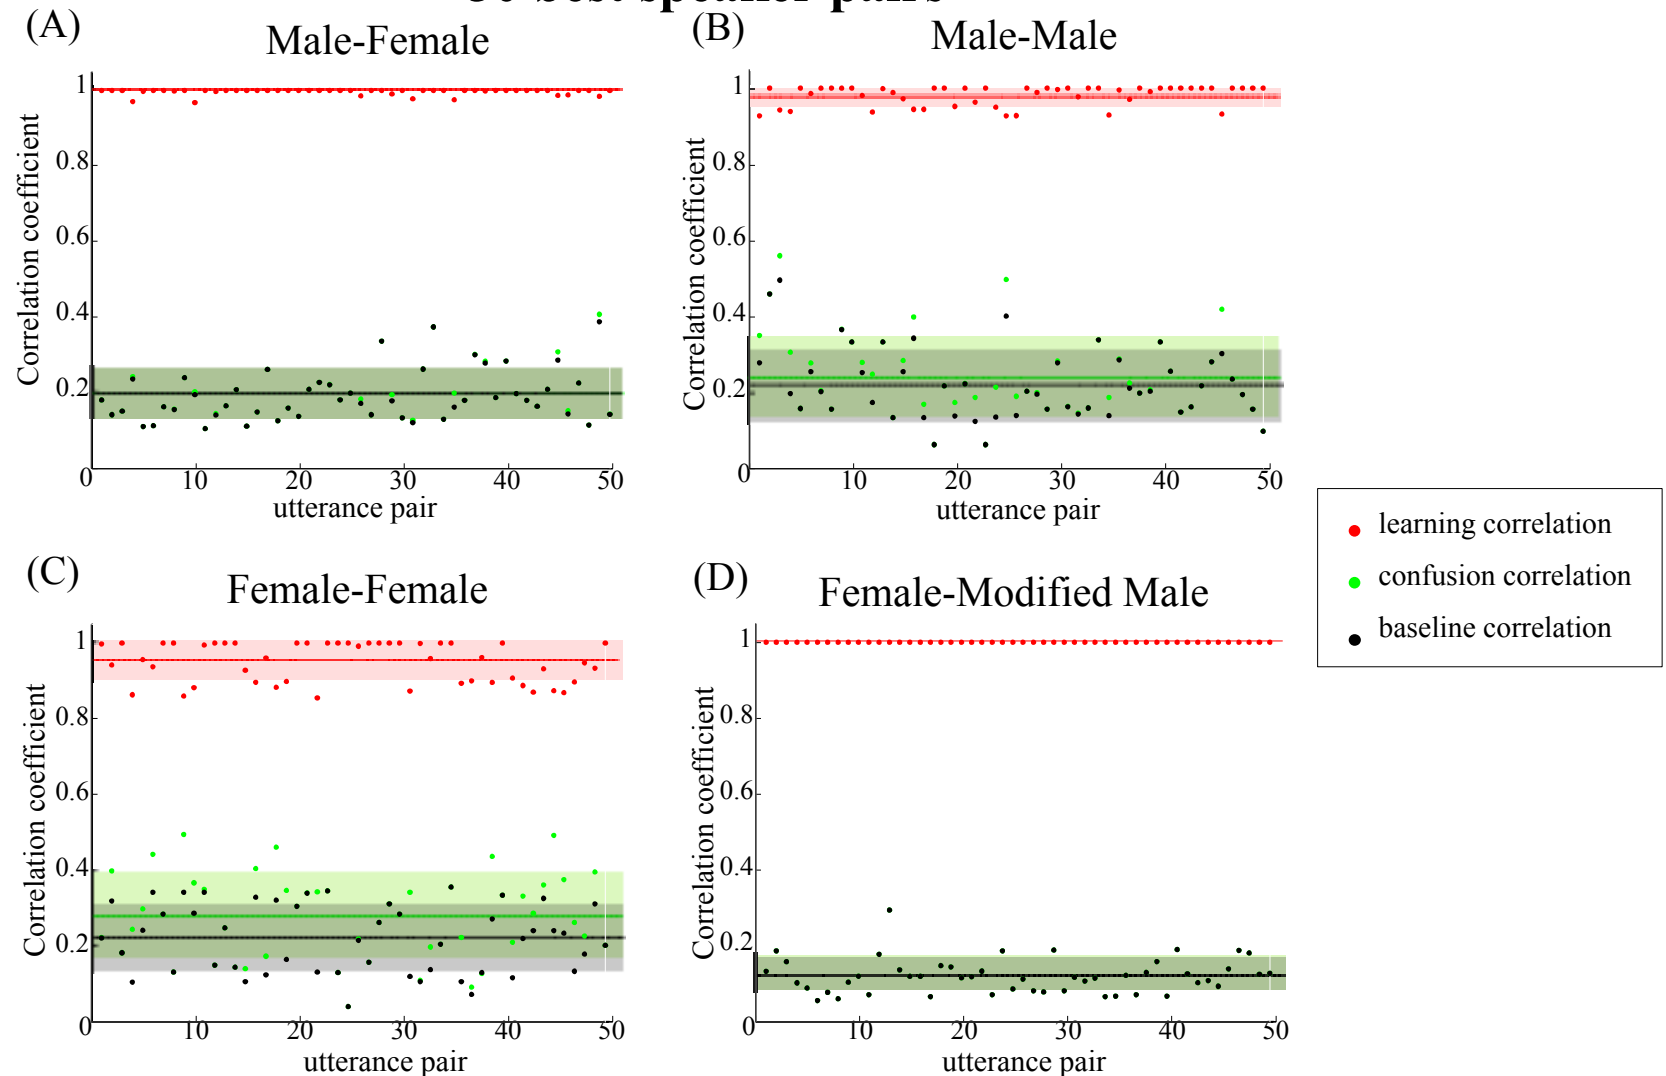 (A)
Male-Female
1
0.8
0.6
0.4
0.2
0
10
20
30
40
50
Correlation coefficient
utterance pair
(B)
Male-Male
1
0.8
0.6
0.4
0.2
0
10
20
30
40
50
Correlation coefficient
utterance pair
learning correlation
confusion correlation
baseline correlation
(C)
Female-Female
1
0.8
0.6
0.4
0.2
0
10
20
30
40
50
Correlation coefficient
utterance pair
(D)
Female-Modified Male
1
0.8
0.6
0.4
0.2
0
10
20
30
40
50
Correlation coefficient
utterance pair